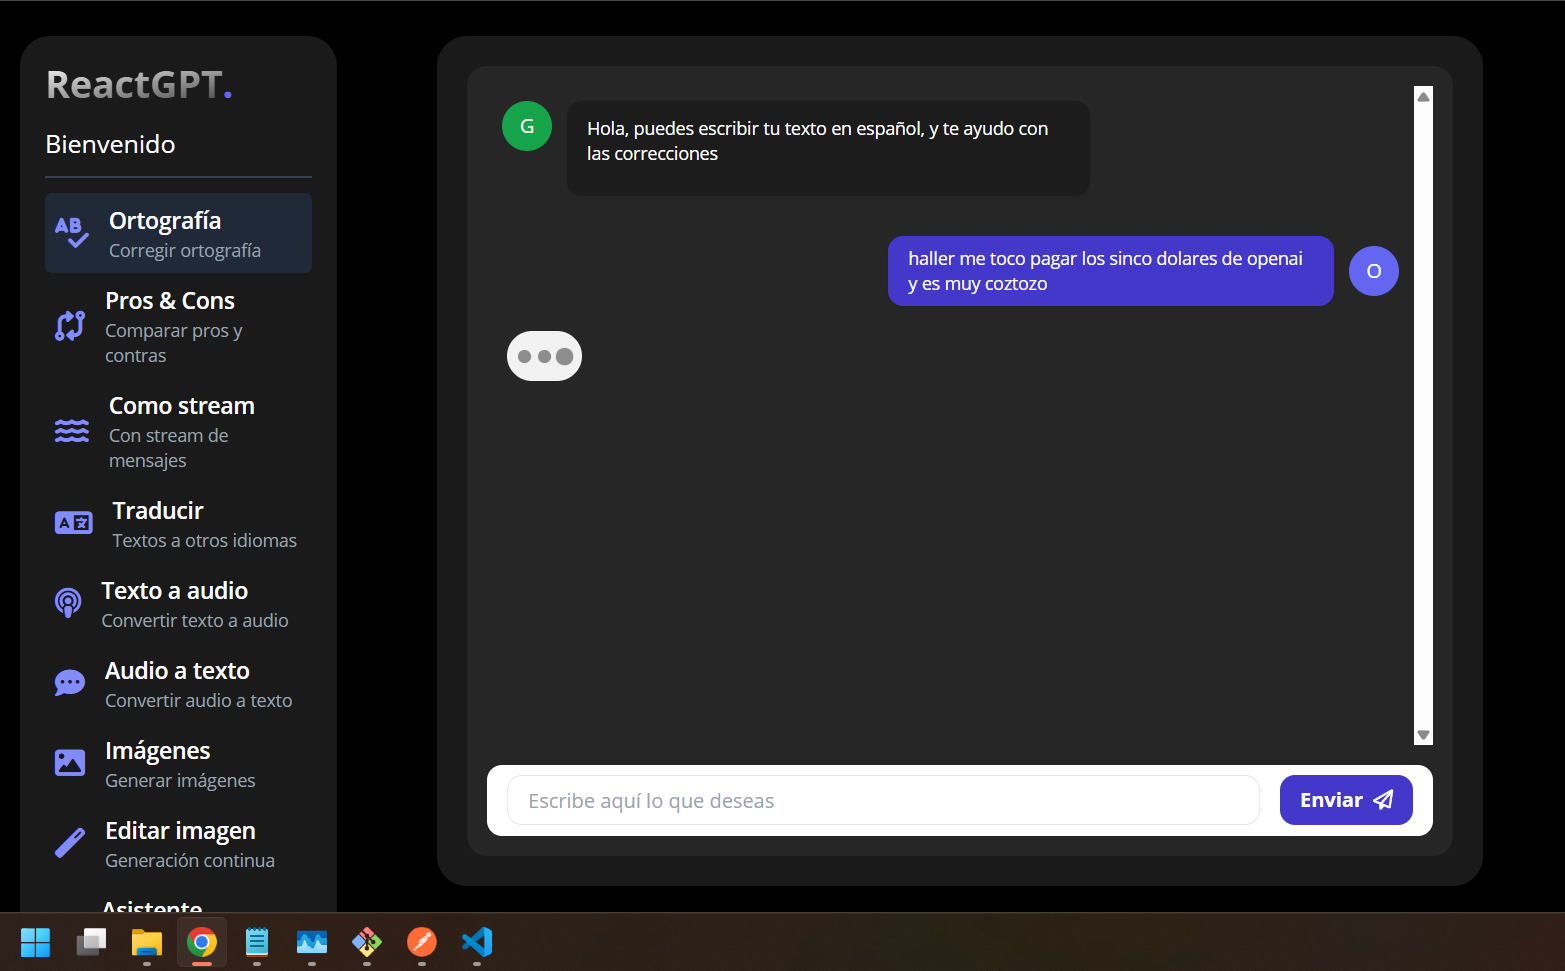 ReactGPT.
Bienvenido
AB
Ortografía
Corregir ortografía
Pros & Cons
Comparar pros y
contras
Como stream
Con stream de
mensajes
A
Traducir
Textos a otros idiomas
Texto a audio
Convertir texto a audio
Audio a texto
Convertir audio a texto
Imágenes
Generar imágenes
Editar imagen
Generación continua
Asistente
G
Hola, puedes escribir tu texto en español, y te ayudo con
las correcciones
haller me toco pagar los sinco dolares de openai
y es muy coztozo
O
Escribe aquí lo que deseas
Enviar